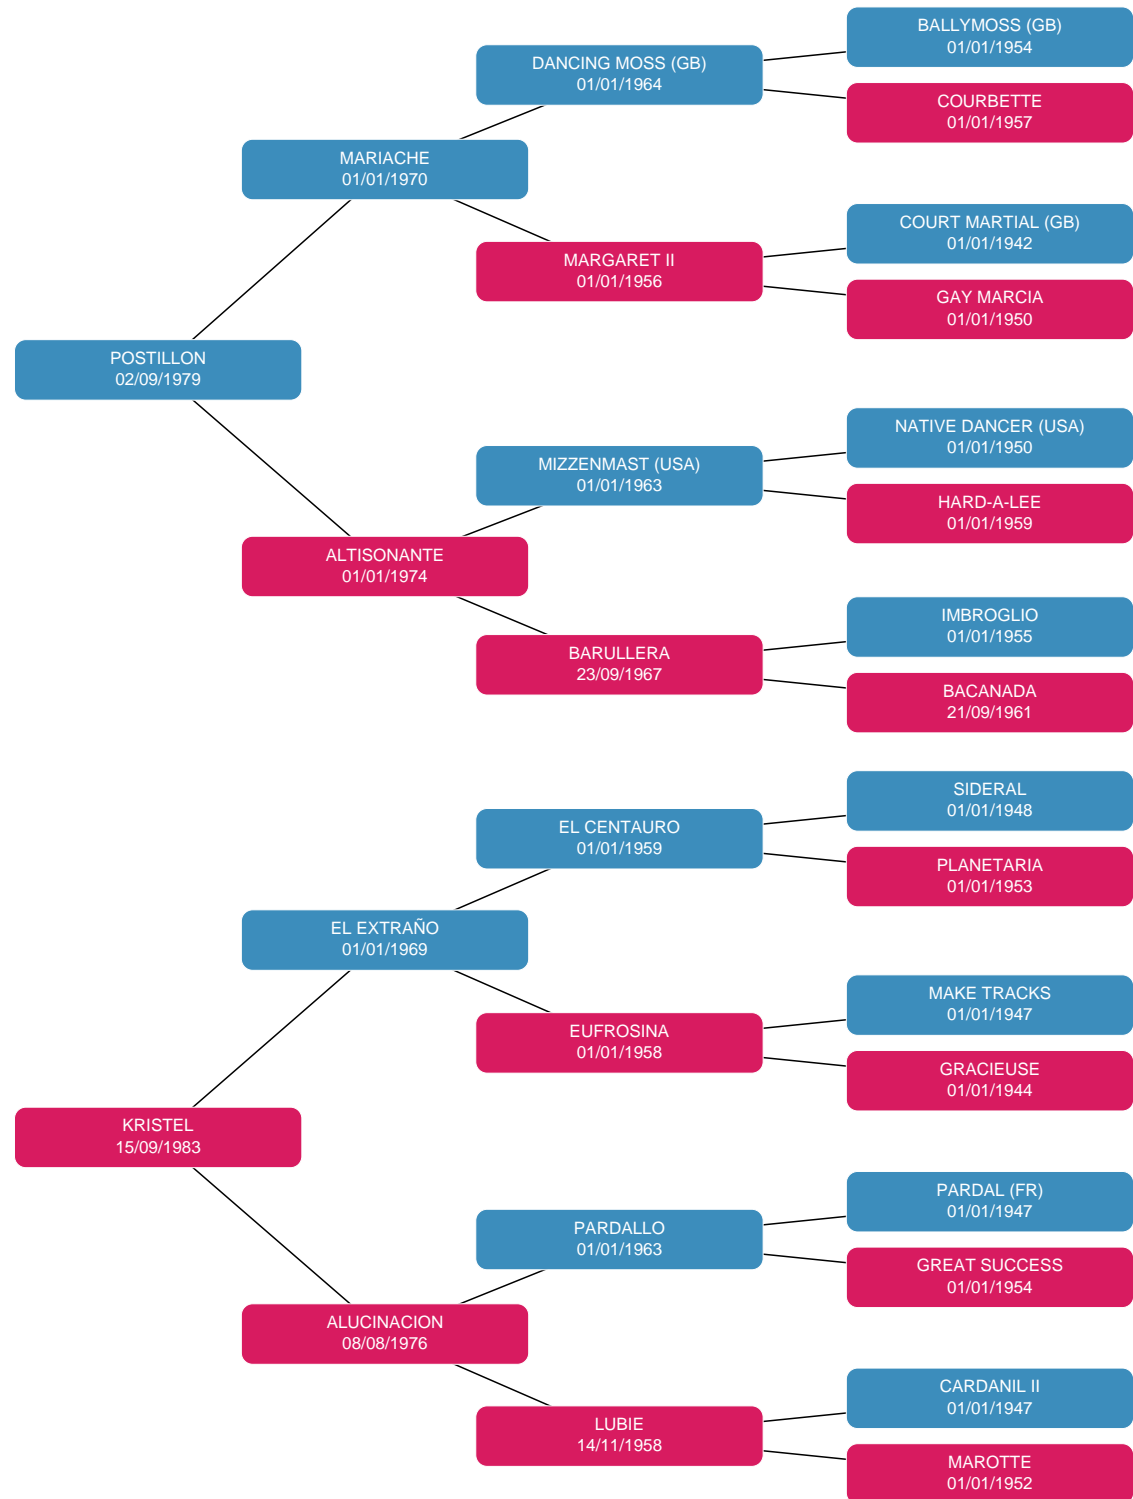 BALLYMOSS (GB)
01/01/1954
DANCING MOSS (GB)
01/01/1964
COURBETTE
01/01/1957
MARIACHE
01/01/1970
COURT MARTIAL (GB)
01/01/1942
MARGARET II
01/01/1956
GAY MARCIA
01/01/1950
POSTILLON
02/09/1979
NATIVE DANCER (USA)
01/01/1950
MIZZENMAST (USA)
01/01/1963
HARD-A-LEE
01/01/1959
ALTISONANTE
01/01/1974
IMBROGLIO
01/01/1955
BARULLERA
23/09/1967
BACANADA
21/09/1961
SIDERAL
01/01/1948
EL CENTAURO
01/01/1959
PLANETARIA
01/01/1953
EL EXTRAÑO
01/01/1969
MAKE TRACKS
01/01/1947
EUFROSINA
01/01/1958
GRACIEUSE
01/01/1944
KRISTEL
15/09/1983
PARDAL (FR)
01/01/1947
PARDALLO
01/01/1963
GREAT SUCCESS
01/01/1954
ALUCINACION
08/08/1976
CARDANIL II
01/01/1947
LUBIE
14/11/1958
MAROTTE
01/01/1952